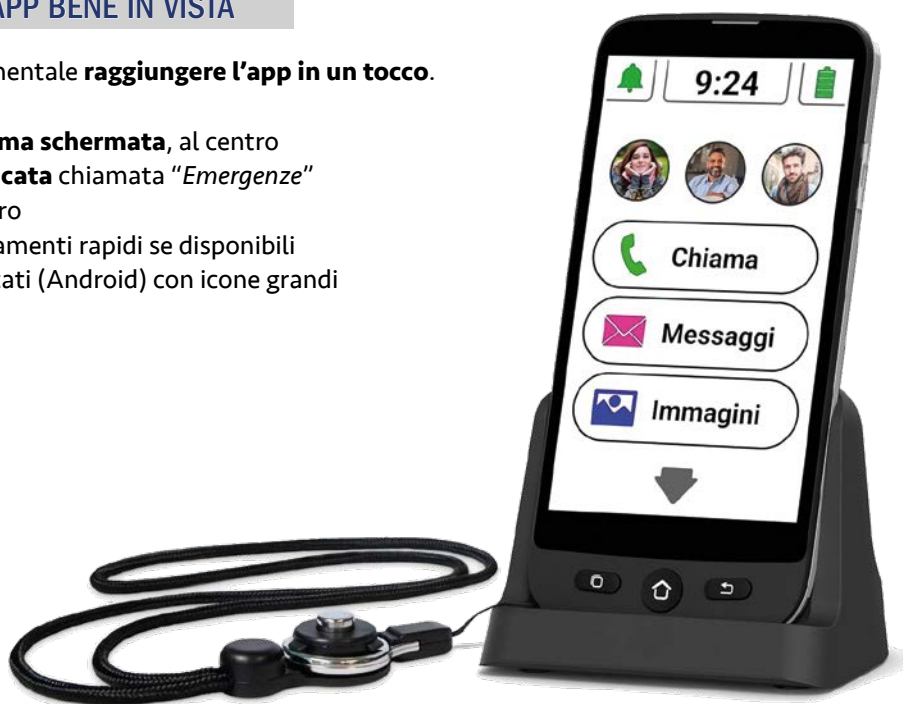 APP BENE IN VISTA
mentale raggiungere l’app in un tocco.
ma schermata, al centro
cata chiamata “Emergenze”
ro
amenti rapidi se disponibili
ati (Android) con icone grandi
9:24
Chiama
Messaggi
Immagini